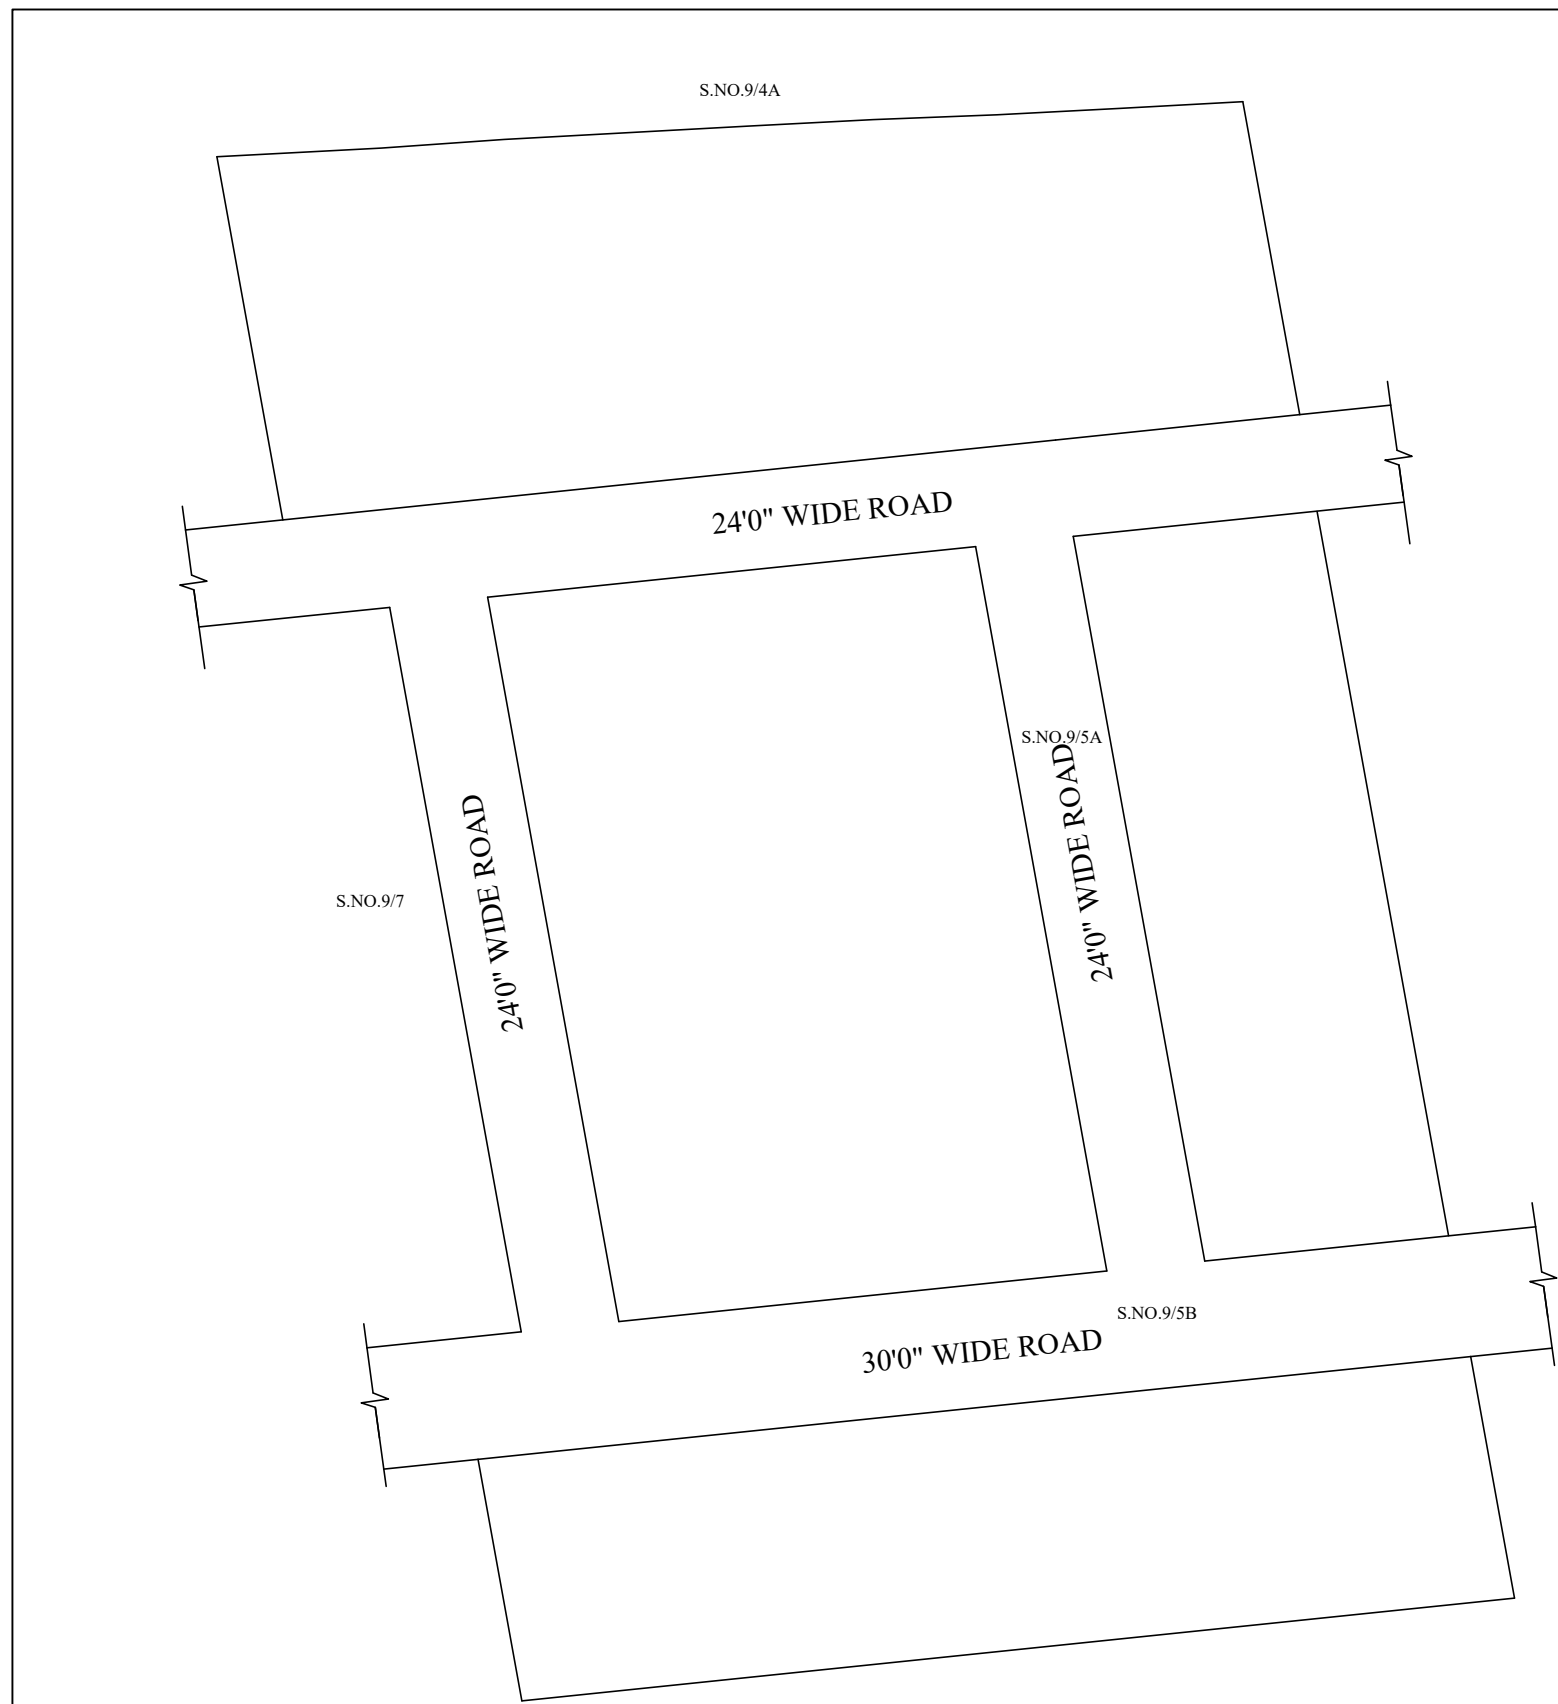 S.NO.9/4A
24'0" WIDE ROAD
S.NO.9/5A
24'0" WIDE ROAD
24'0" WIDE ROAD
S.NO.9/7
S.NO.9/5B
30'0" WIDE ROAD